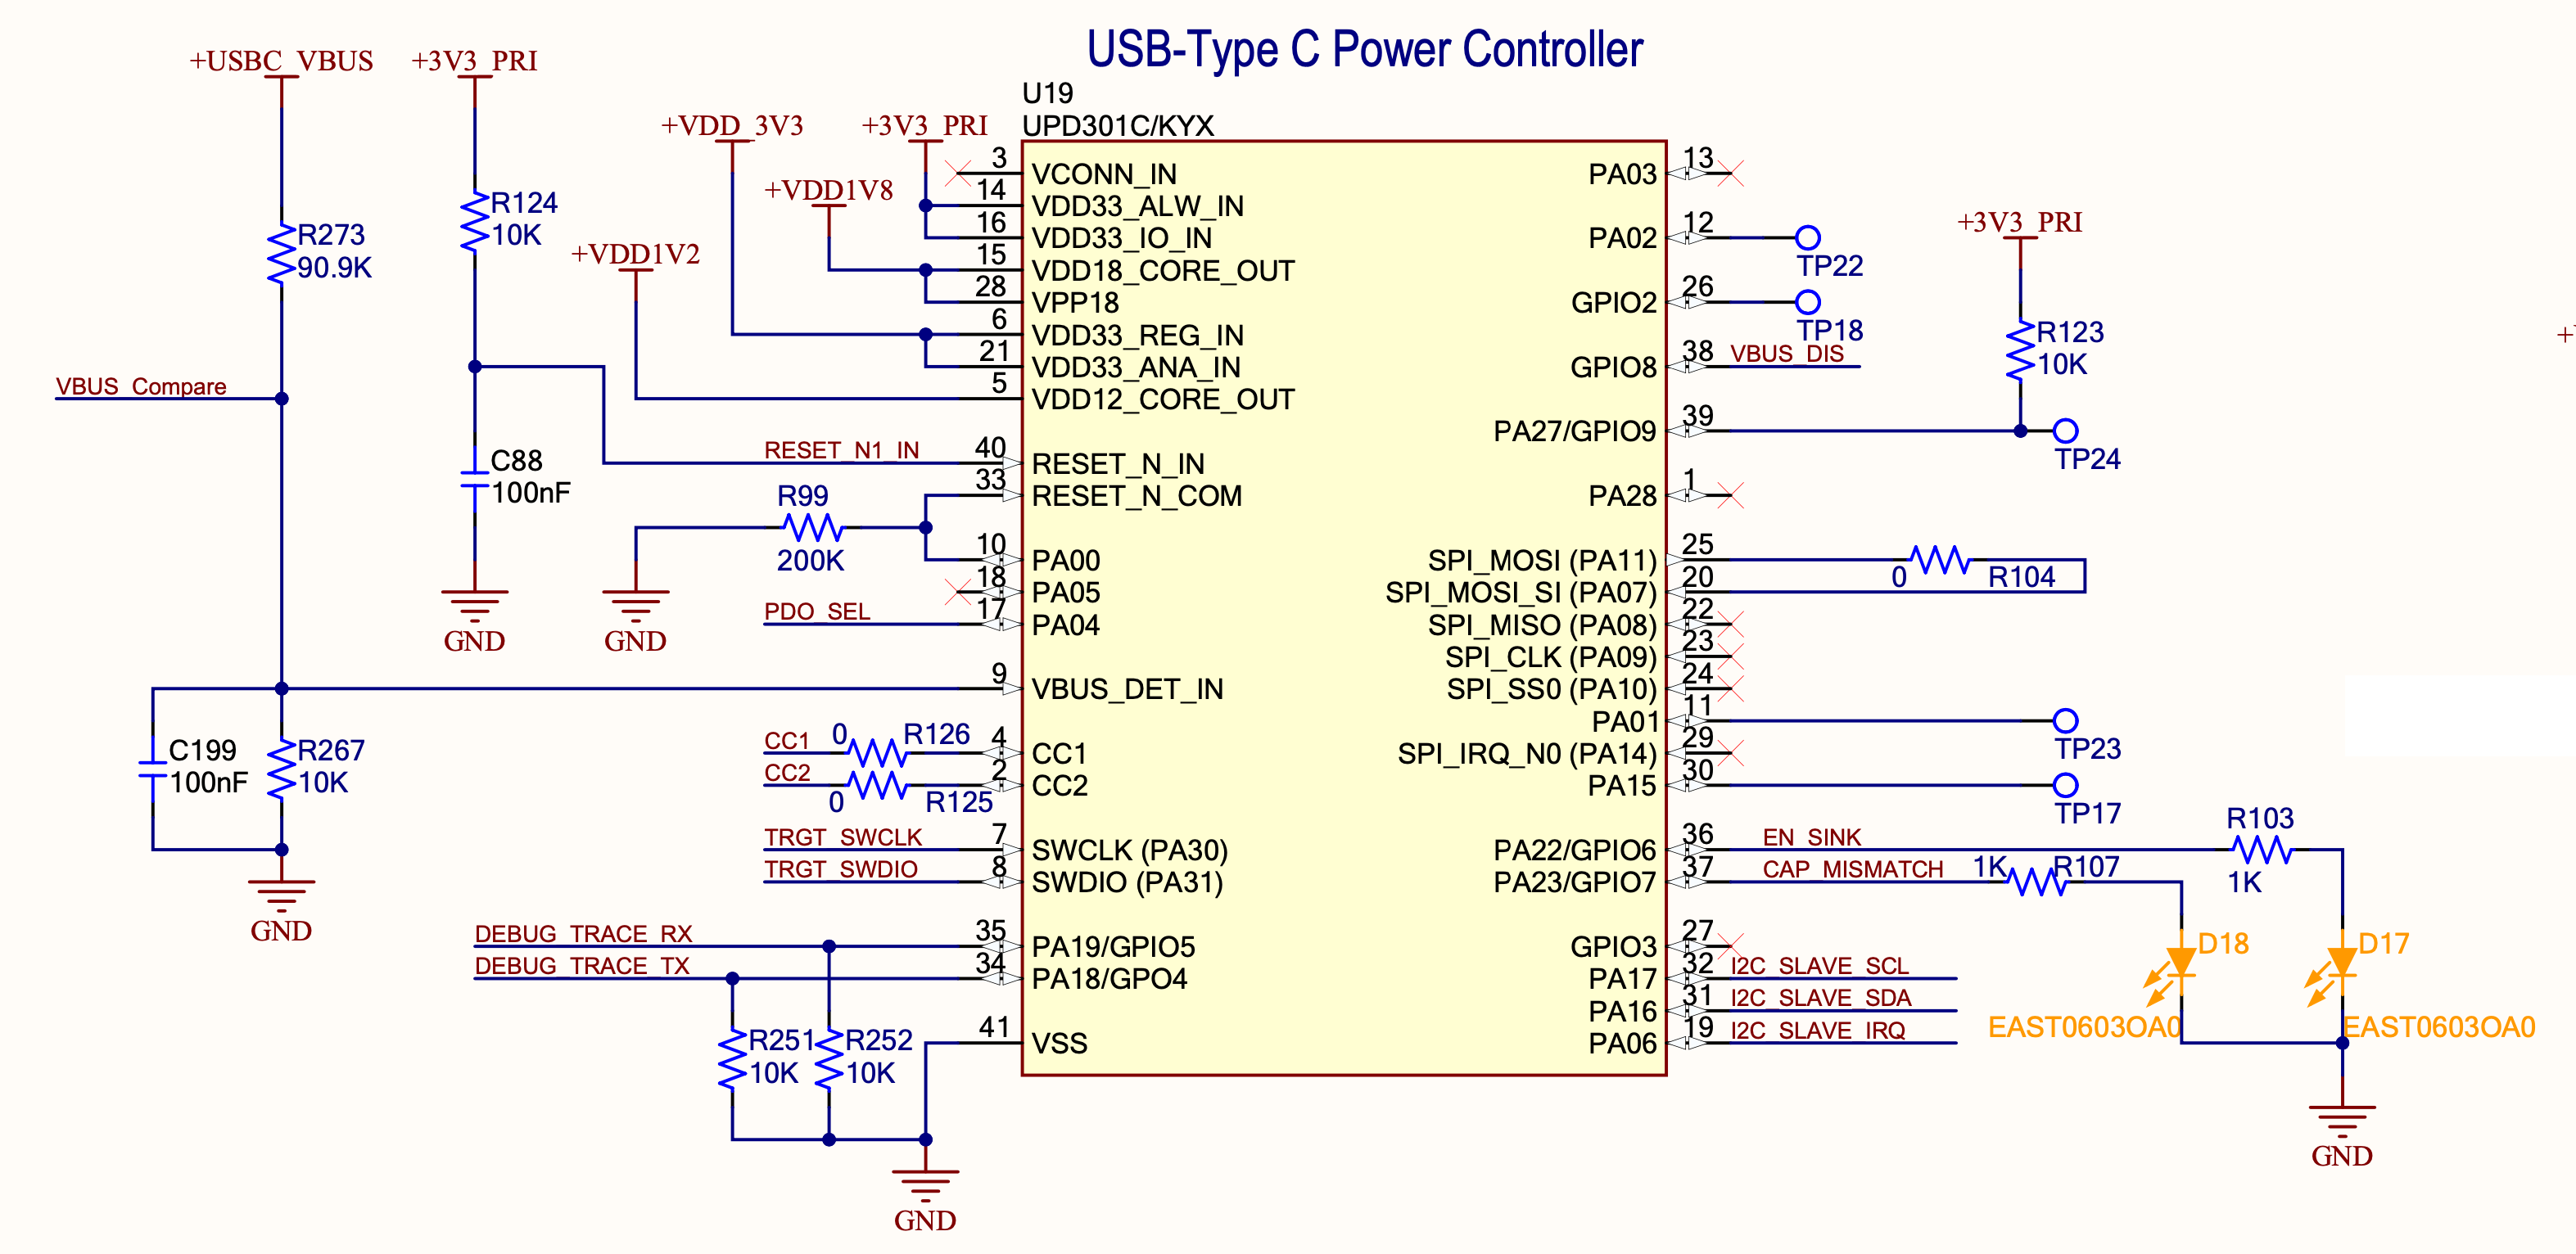 USB-Type C Power Controller
+USBC_VBUS
+3V3_PRI
U19
UPD301C/KYX
+VDD_3V3
+3V3_PRI
+VDD1V8
+VDD1V2
R273
90.9K
R124
10K
VBUS_Compare
C88
100nF
GND
R99
200K
GND
RESET_N1_IN
PDO_SEL
C199
100nF
R267
10K
GND
CC1
0
R126
CC2
0
R125
TRGT_SWCLK
TRGT_SWDIO
DEBUG_TRACE_RX
DEBUG_TRACE_TX
R251
10K
R252
10K
GND
3 VCONN_IN
14 VDD33_ALW_IN
16 VDD33_IO_IN
15 VDD18_CORE_OUT
28 VPP18
6 VDD33_REG_IN
21 VDD33_ANA_IN
5 VDD12_CORE_OUT
40 RESET_N_IN
33 RESET_N_COM
10 PA00
18 PA05
17 PA04
9 VBUS_DET_IN
4 CC1
2 CC2
7 SWCLK (PA30)
8 SWDIO (PA31)
35 PA19/GPIO5
34 PA18/GPO4
41 VSS
PA03 13
PA02 12
TP22
GPIO2 26
TP18
GPIO8 38 VBUS_DIS
PA27/GPIO9 39
+3V3_PRI
R123
10K
TP24
PA28 1
SPI_MOSI (PA11) 25
0 R104
SPI_MOSI_SI (PA07) 20
SPI_MISO (PA08) 22
SPI_CLK (PA09) 23
SPI_SS0 (PA10) 24
PA01 11
TP23
SPI_IRQ_N0 (PA14) 29
PA15 30
TP17
PA22/GPIO6 36 EN_SINK
R103
1K
PA23/GPIO7 37 CAP_MISMATCH
1K R107
GPIO3 27
PA17 32 I2C_SLAVE_SCL
PA16 31 I2C_SLAVE_SDA
PA06 19 I2C_SLAVE_IRQ
D18
EAST0603OA0
D17
EAST0603OA0
GND